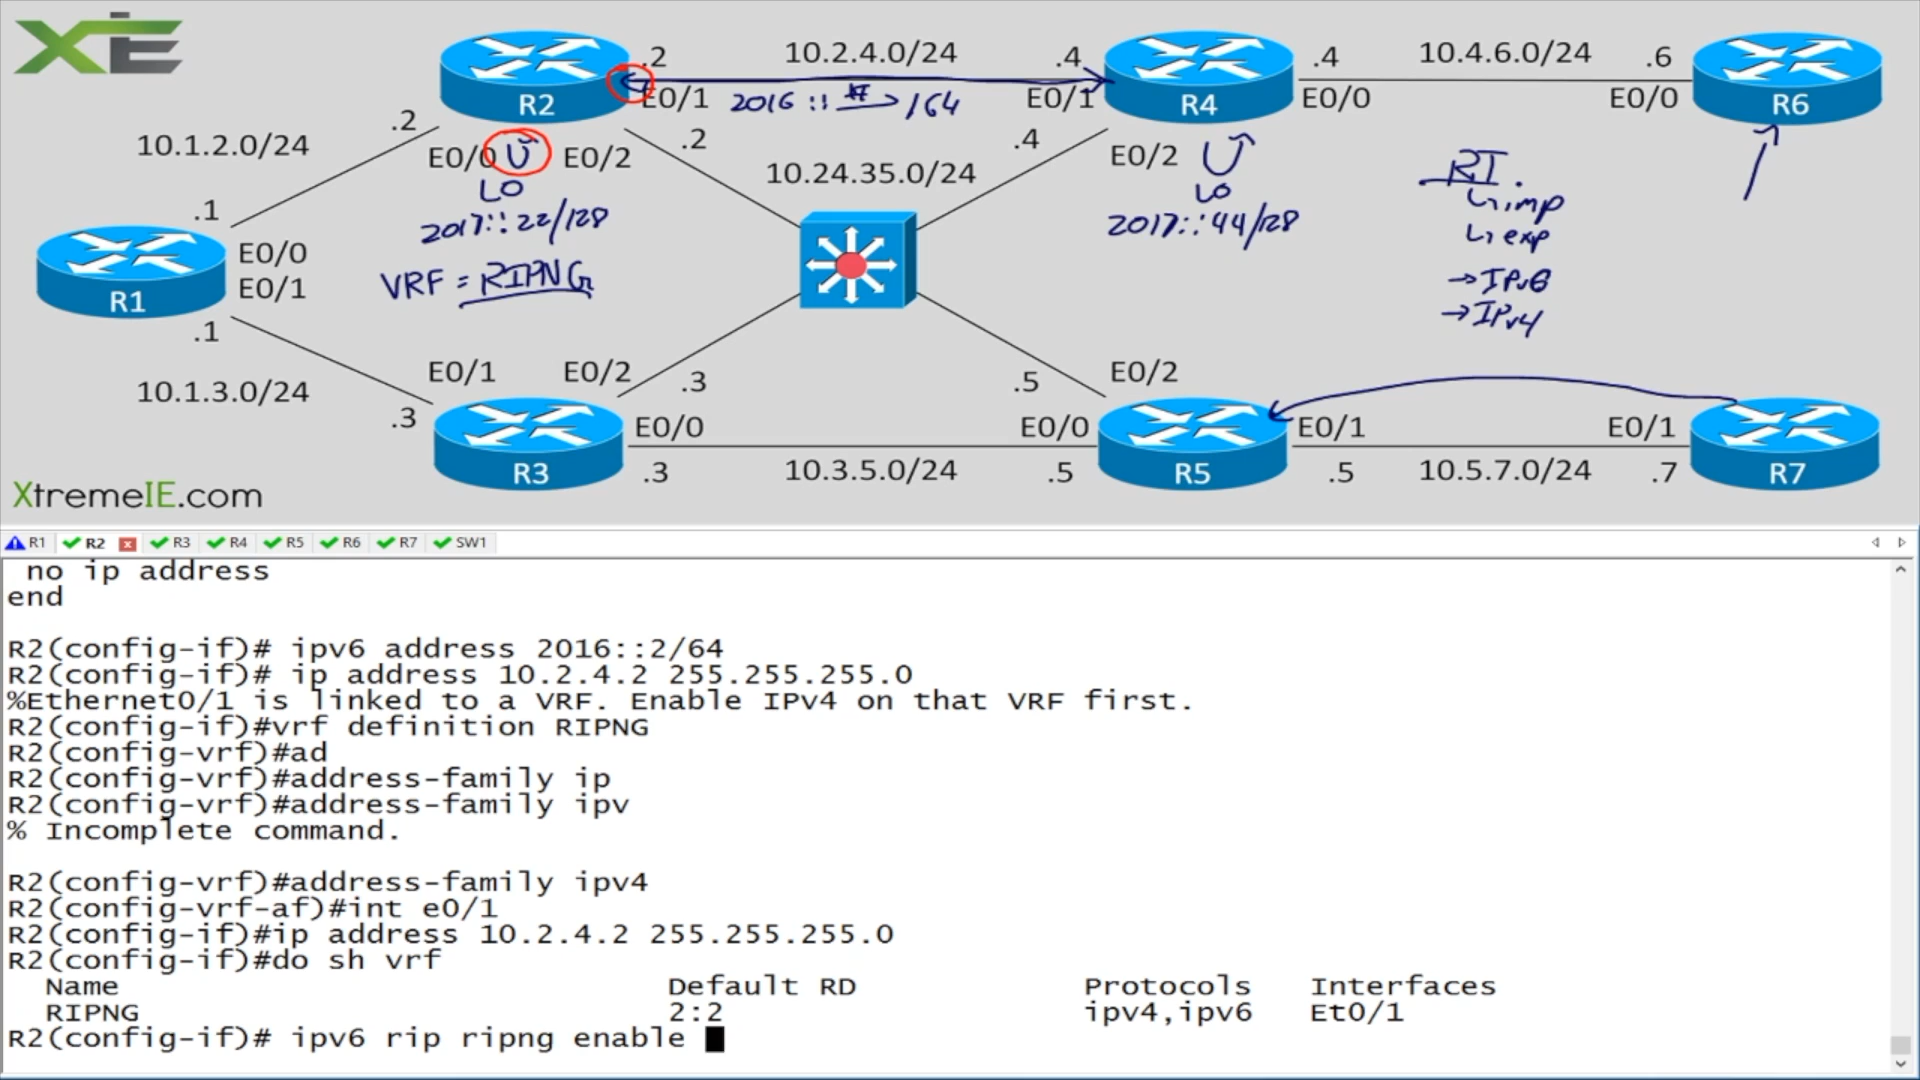 XIE
.2
10.2.4.0/24
.4
.4
10.4.6.0/24
.6
R2
E0/1
2016::#/64
E0/1
R4
E0/0
E0/0
R6
10.1.2.0/24
.2
E0/0
E0/2
.2
.4
E0/2
10.24.35.0/24
LO
2017::22/128
LO
2017::44/128
RT.
imp
exp
IPv6
IPv4
VRF = RIPNG
.1
E0/0
E0/1
R1
.1
10.1.3.0/24
E0/1
E0/2
.3
.5
E0/2
.3
E0/0
E0/0
E0/1
E0/1
R3
.3
10.3.5.0/24
.5
R5
.5
10.5.7.0/24
.7
R7
XtremeIE.com
R1 R2 x R3 R4 R5 R6 R7 SW1
no ip address
end
R2(config-if)# ipv6 address 2016::2/64
R2(config-if)# ip address 10.2.4.2 255.255.255.0
%Ethernet0/1 is linked to a VRF. Enable IPv4 on that VRF first.
R2(config-if)#vrf definition RIPNG
R2(config-vrf)#ad
R2(config-vrf)#address-family ip
R2(config-vrf)#address-family ipv
% Incomplete command.
R2(config-vrf)#address-family ipv4
R2(config-vrf-af)#int e0/1
R2(config-if)#ip address 10.2.4.2 255.255.255.0
R2(config-if)#do sh vrf
Name Default RD Protocols Interfaces
RIPNG 2:2 ipv4,ipv6 Et0/1
R2(config-if)# ipv6 rip ripng enable